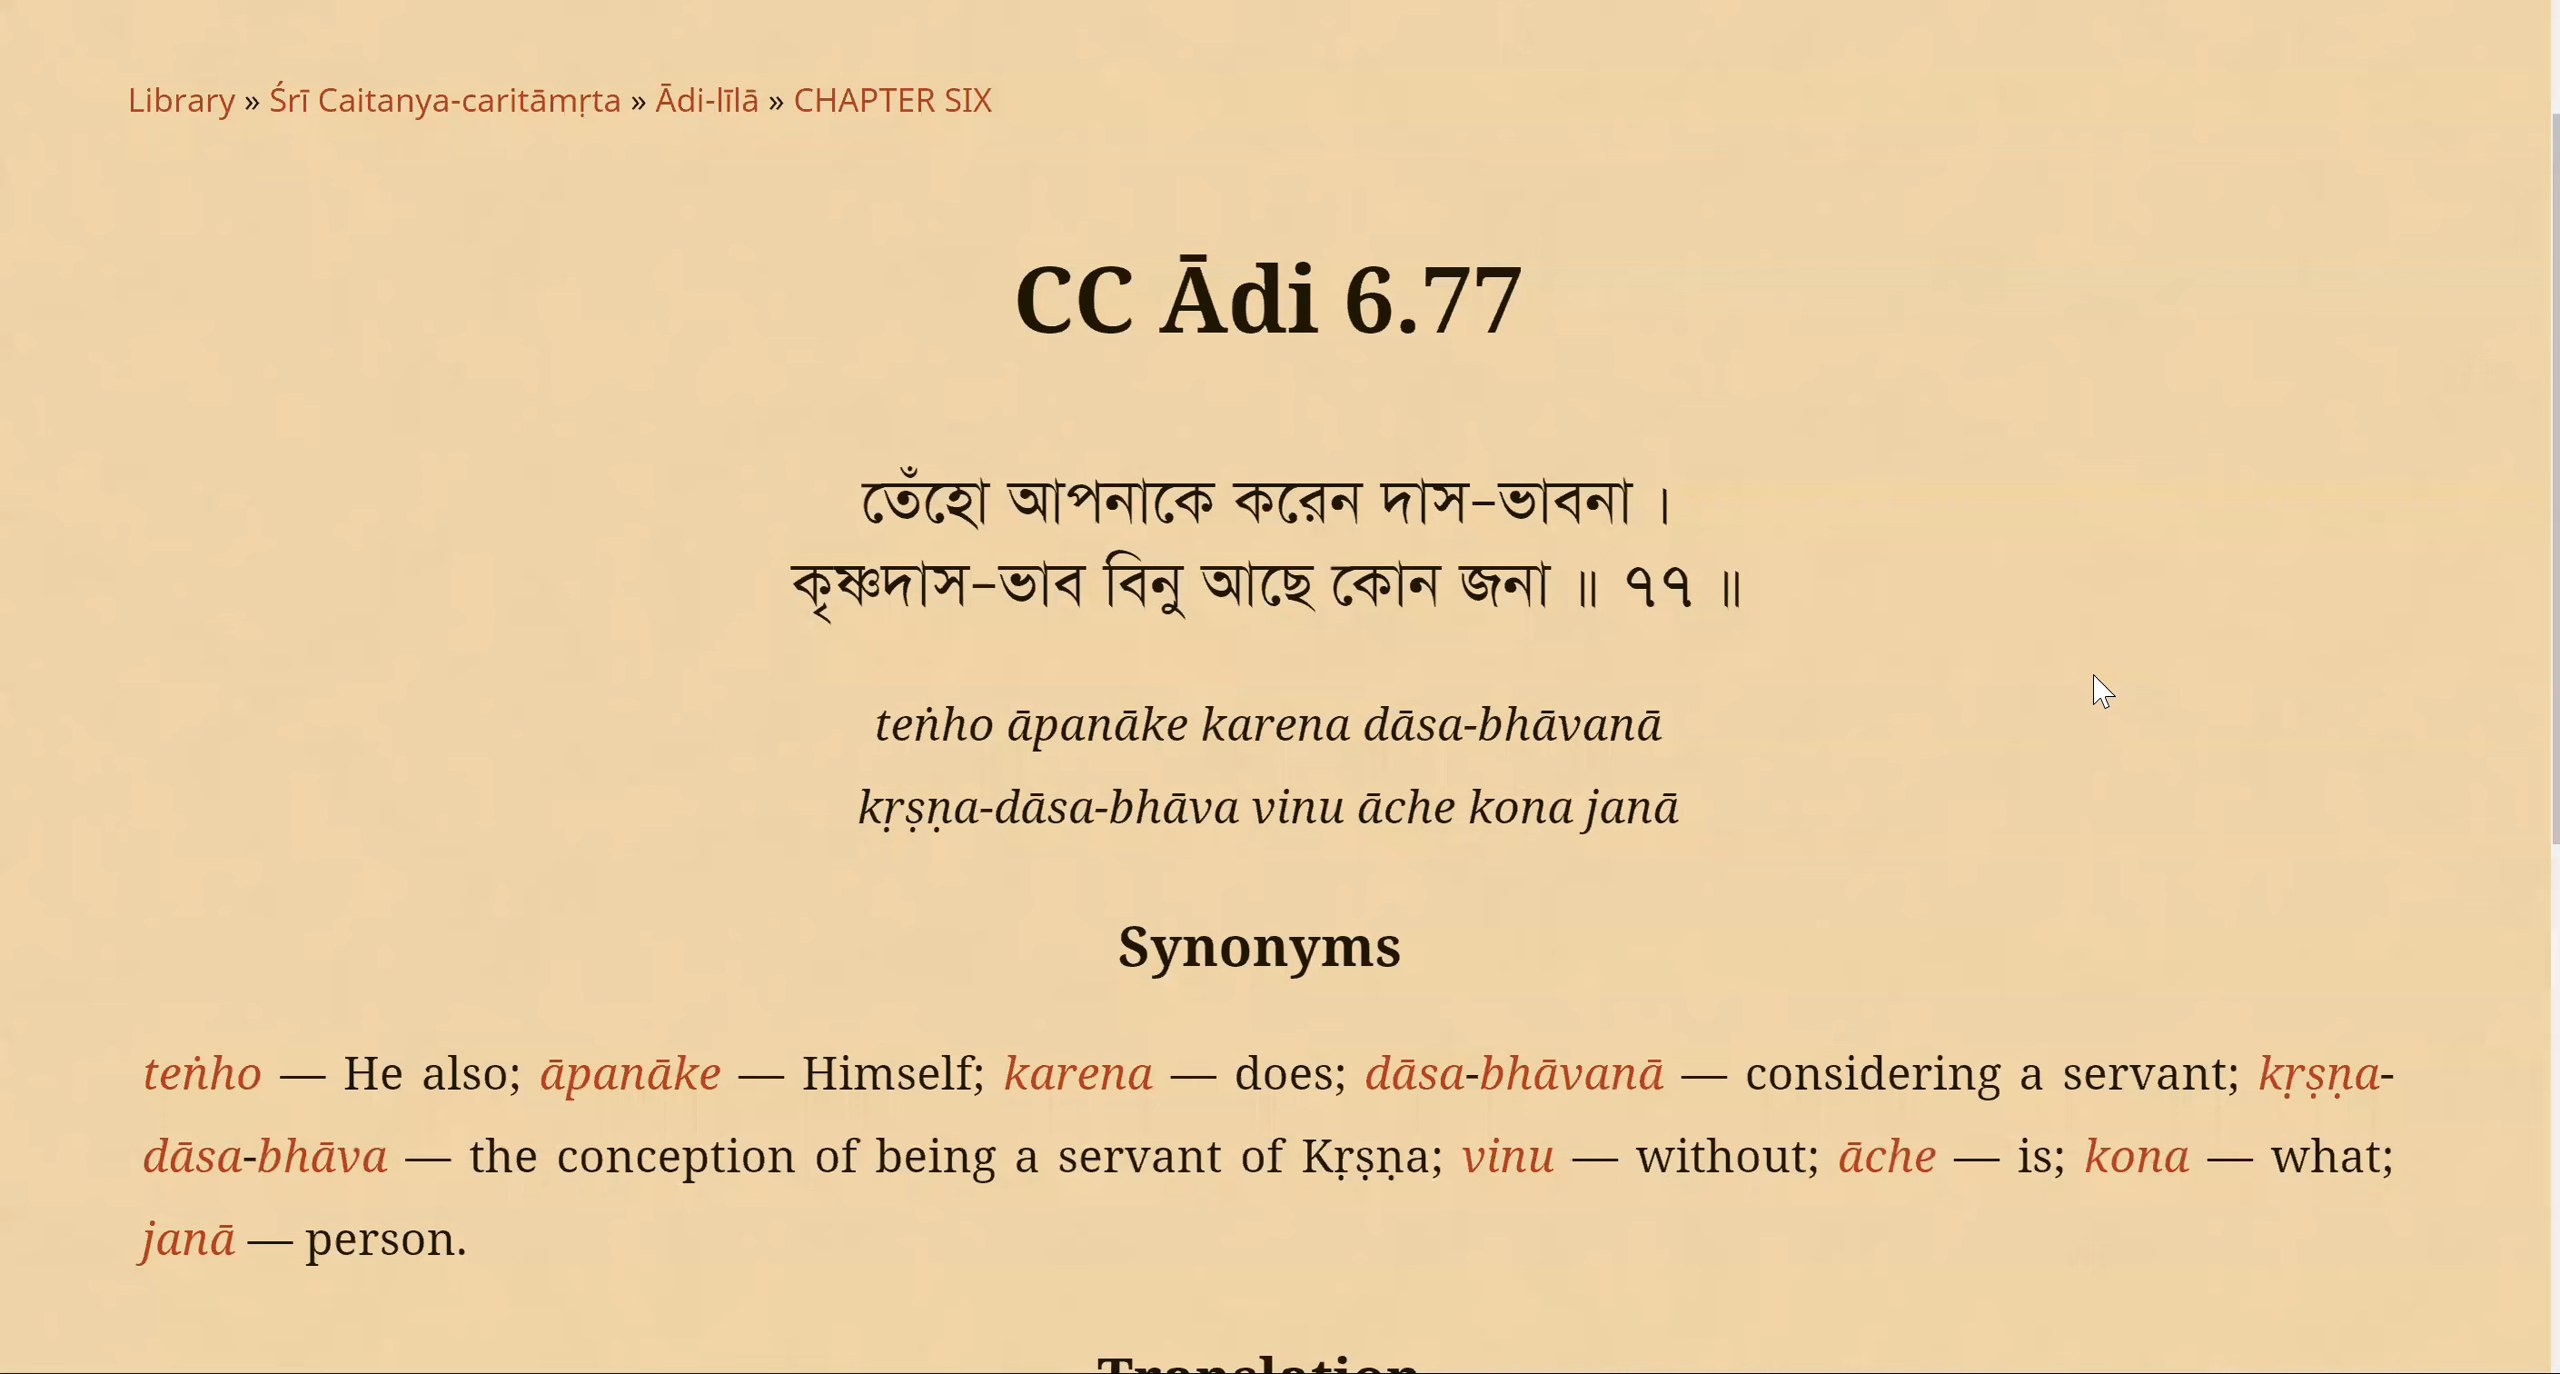 Library » Śrī Caitanya-caritāmṛta » Ādi-līlā » CHAPTER SIX
CC Ādi 6.77
তেঁহো আপনাকে করেন দাস-ভাবনা ।
কৃষ্ণদাস-ভাব বিনু আছে কোন জনা ॥ ৭৭ ॥
teṅho āpanāke karena dāsa-bhāvanā
kṛṣṇa-dāsa-bhāva vinu āche kona janā
Synonyms
teṅho — He also; āpanāke — Himself; karena — does; dāsa-bhāvanā — considering a servant; kṛṣṇa-
dāsa-bhāva — the conception of being a servant of Kṛṣṇa; vinu — without; āche — is; kona — what;
janā — person.
Translation